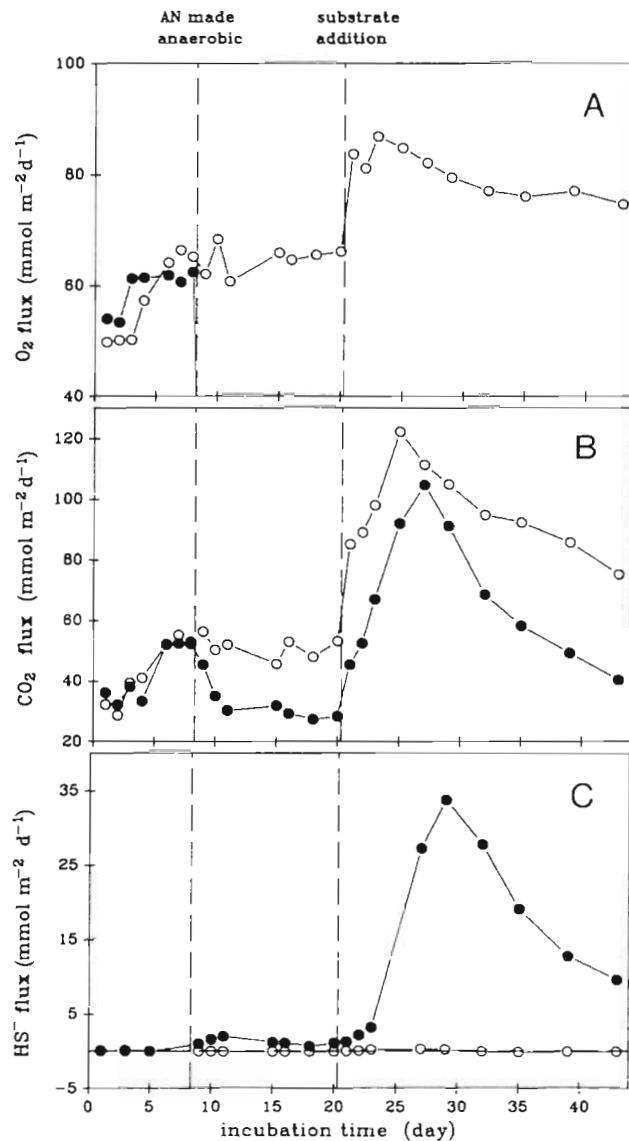 AN made anaerobic
substrate addition
A
O₂ flux (mmol m⁻²d⁻¹)
100
80
60
40
B
CO₂ flux (mmol m⁻²d⁻¹)
120
100
80
60
40
20
C
HS⁻ flux (mmol m⁻² d⁻¹)
35
25
15
5
-5
0 5 10 15 20 25 30 35 40
incubation time (day)